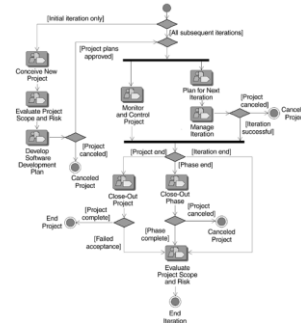 [Initial iteration only]
[All subsequent iterations]
[Project plans
approved]
Conceive New
Project
Evaluate Project
Scope and Risk
Develop
Software
Development
Plan
[Project
canceled]
Canceled
Project
Monitor
and Control
Project
Plan for Next
Iteration
Manage
Iteration
[Project
canceled]
Canceled
Project
[Iteration
successful]
[Project end]
[Iteration end]
[Phase end]
Close-Out
Project
Close-Out
Phase
[Project
complete]
End
Project
[Failed
acceptance]
[Project
canceled]
Canceled
Project
[Phase
complete]
Evaluate
Project Scope
and Risk
End
Iteration